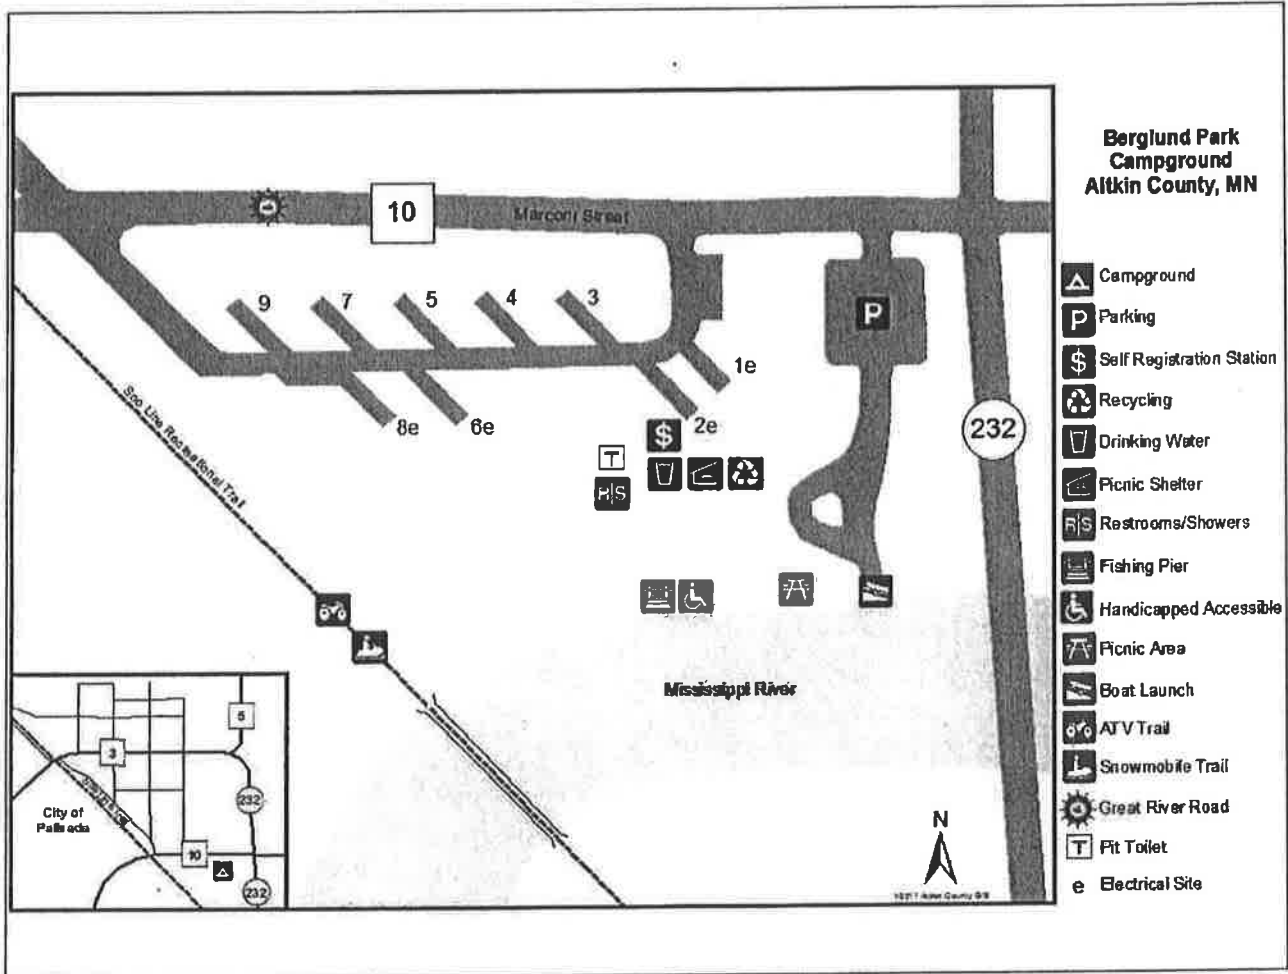 Berglund Park
Campground
Aitkin County, MN
10
Marconi Street
9
7
5
4
3
1e
2e
8e
6e
P
$
T
R|S
232
Soo Line Recreational Trail
Mississippi River
N
Campground
P Parking
$ Self Registration Station
Recycling
Drinking Water
Picnic Shelter
R|S Restrooms/Showers
Fishing Pier
Handicapped Accessible
Picnic Area
Boat Launch
ATV Trail
Snowmobile Trail
Great River Road
T Pit Toilet
e Electrical Site
5
3
232
City of
Palisade
10
232